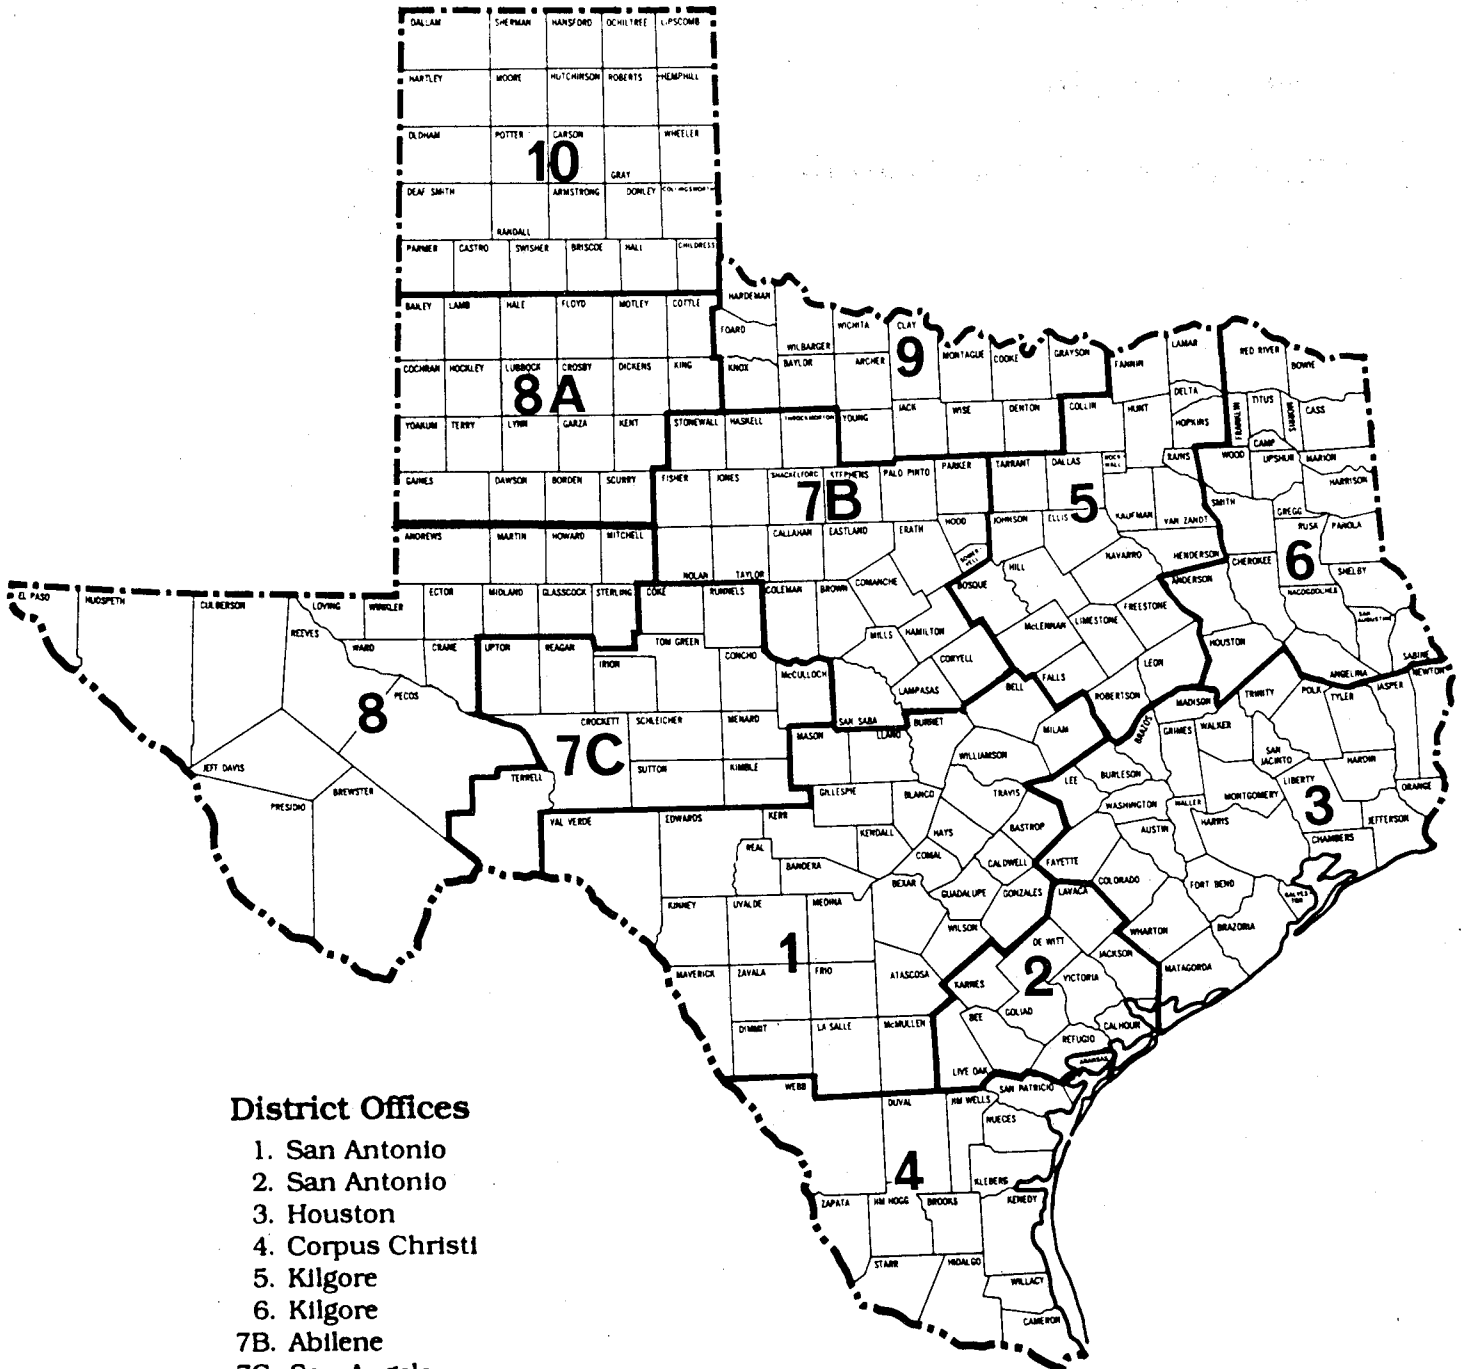 DALLAM SHERMAN HANSFORD OCHILTREE LIPSCOMB
HARTLEY MOORE HUTCHINSON ROBERTS HEMPHILL
OLDHAM POTTER CARSON WHEELER
10
GRAY
DEAF SMITH ARMSTRONG DONLEY COLLINGSWORTH
RANDALL
PARMER CASTRO SWISHER BRISCOE HALL CHILDRESS
BAILEY LAMB HALE FLOYD MOTLEY COTTLE HARDEMAN
FOARD WICHITA CLAY
WILBARGER
9
MONTAGUE COOKE GRAYSON FANNIN LAMAR RED RIVER BOWIE
COCHRAN HOCKLEY LUBBOCK CROSBY DICKENS KING KNOX BAYLOR ARCHER
8A
DELTA TITUS CASS
FRANKLIN MORRIS
YOAKUM TERRY LYNN GARZA KENT STONEWALL HASKELL THROCKMORTON YOUNG JACK WISE DENTON COLLIN HUNT HOPKINS
CAMP
RAINS WOOD UPSHUR MARION
GAINES DAWSON BORDEN SCURRY FISHER JONES SHACKELFORD STEPHENS PALO PINTO PARKER TARRANT DALLAS ROCK WALL
HARRISON
7B
5
SMITH GREGG
ANDREWS MARTIN HOWARD MITCHELL CALLAHAN EASTLAND ERATH HOOD JOHNSON ELLIS KAUFMAN VAN ZANDT RUSA PANOLA
SOMER-VELL NAVARRO HENDERSON
6
CHEROKEE SHELBY
NOLAN TAYLOR COMANCHE BOSQUE HILL ANDERSON
EL PASO HUDSPETH CULBERSON LOVING WINKLER ECTOR MIDLAND GLASSCOCK STERLING COKE RUNNELS COLEMAN BROWN
NACOGDOCHES
REEVES FREESTONE
SAN AUGUSTINE
WARD CRANE UPTON REAGAN IRION TOM GREEN CONCHO MILLS HAMILTON McLENNAN LIMESTONE HOUSTON
SABINE
McCULLOCH CORYELL LEON ANGELINA NEWTON
PECOS LAMPASAS BELL FALLS ROBERTSON MADISON TRINITY POLK TYLER JASPER
8
CROCKETT SCHLEICHER MENARD SAN SABA BURNET
MASON LLANO MILAM BRAZOS GRIMES WALKER
7C
SAN JACINTO
JEFF DAVIS TERRELL SUTTON KIMBLE WILLIAMSON HARDIN
PRESIDIO BREWSTER GILLESPIE BLANCO TRAVIS LEE BURLESON LIBERTY ORANGE
MONTGOMERY
3
WASHINGTON WALLER
VAL VERDE EDWARDS KERR KENDALL HAYS BASTROP AUSTIN HARRIS JEFFERSON
REAL CHAMBERS
BANDERA COMAL CALDWELL FAYETTE
BEXAR GUADALUPE GONZALES LAVACA COLORADO FORT BEND GALVES TON
KINNEY UVALDE MEDINA WILSON WHARTON BRAZORIA
1
DE WITT
JACKSON
MAVERICK ZAVALA FRIO ATASCOSA KARNES
2
VICTORIA MATAGORDA
GOLIAD
DIMMIT LA SALLE McMULLEN BEE CALHOUN
REFUGIO
ARANSAS
LIVE OAK
WEBB SAN PATRICIO
DUVAL JIM WELLS
NUECES
4
KLEBERG
ZAPATA JIM HOGG BROOKS KENEDY
STARR HIDALGO
WILLACY
CAMERON
District Offices
1. San Antonio
2. San Antonio
3. Houston
4. Corpus Christi
5. Kilgore
6. Kilgore
7B. Abilene